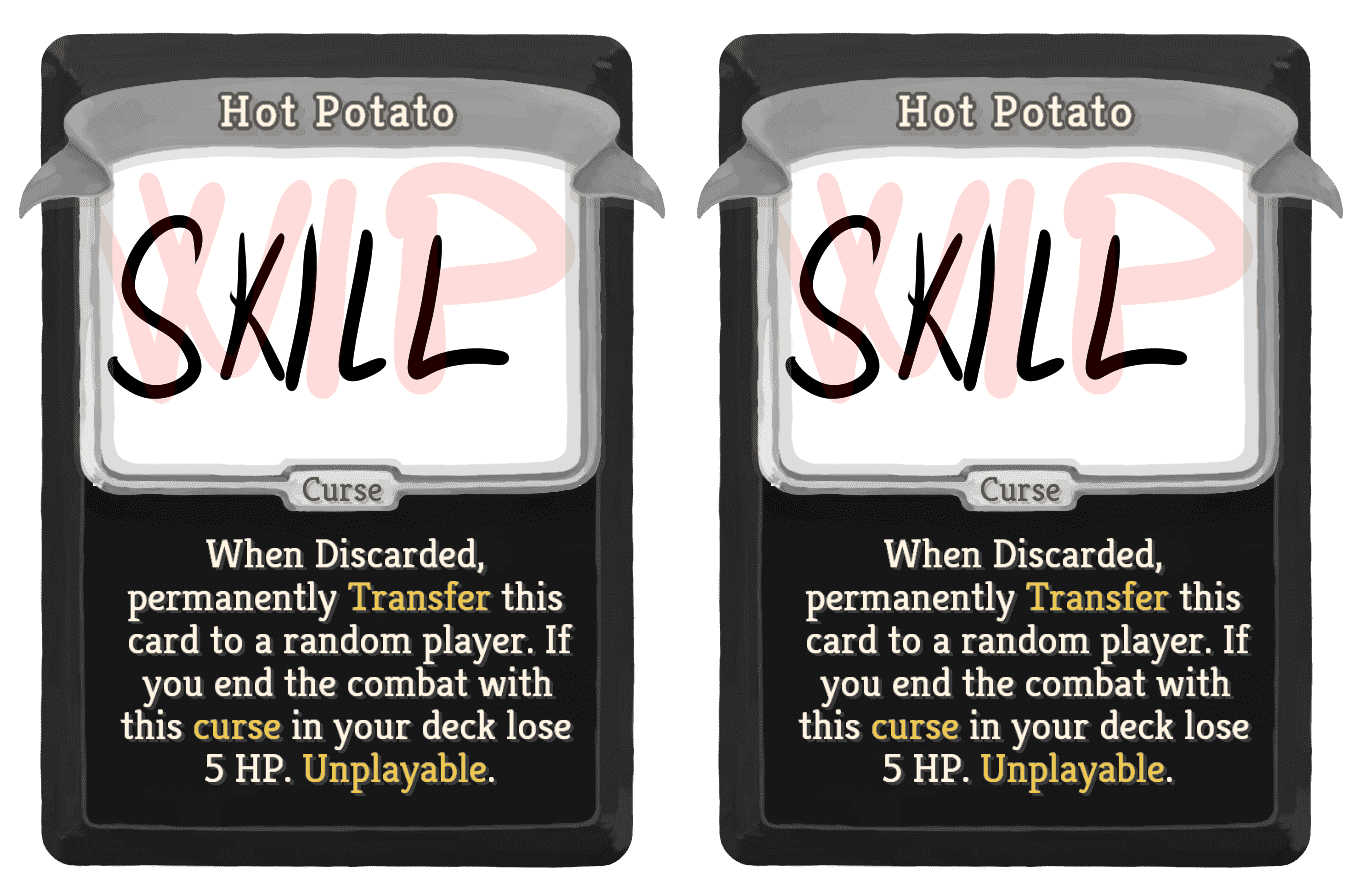 Hot Potato
WIP
SKILL
Curse
When Discarded,
permanently Transfer this
card to a random player. If
you end the combat with
this curse in your deck lose
5 HP. Unplayable.
Hot Potato
WIP
SKILL
Curse
When Discarded,
permanently Transfer this
card to a random player. If
you end the combat with
this curse in your deck lose
5 HP. Unplayable.